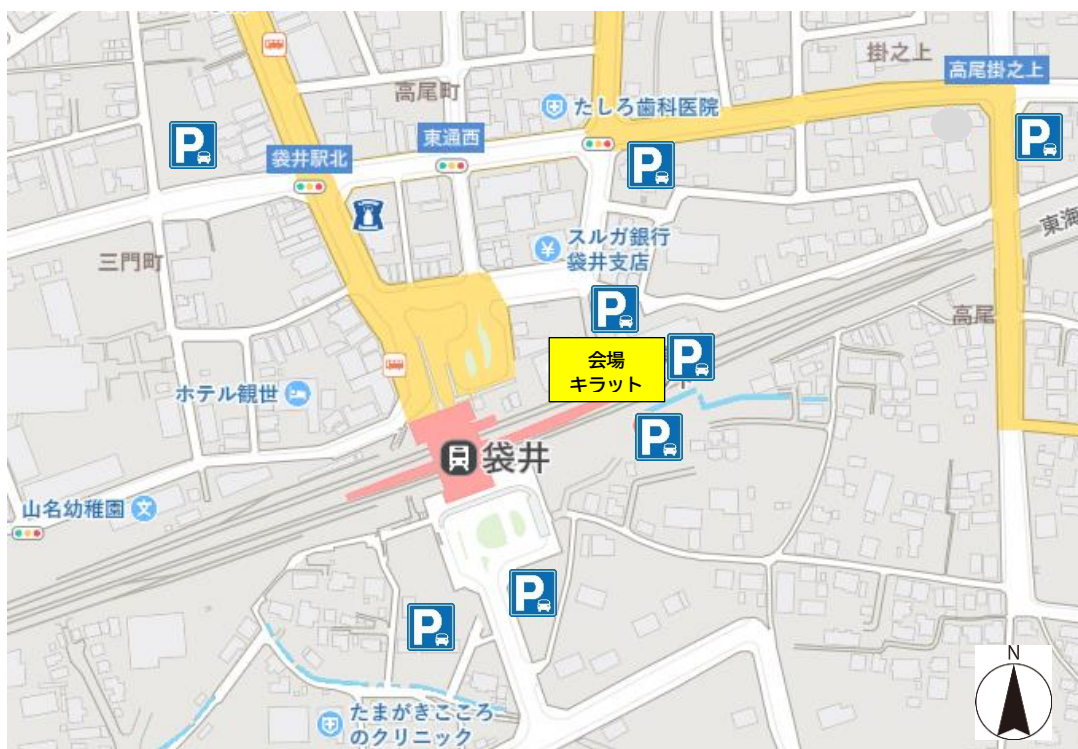 掛之上
高尾掛之上
高尾町
たしろ歯科医院
P
東通西
P
袋井駅北
P
東海
スルガ銀行
袋井支店
¥
三門町
P
高尾
会場
キラット
P
ホテル観世
P
袋井
山名幼稚園
文
P
P
N
たまがきこころ
のクリニック